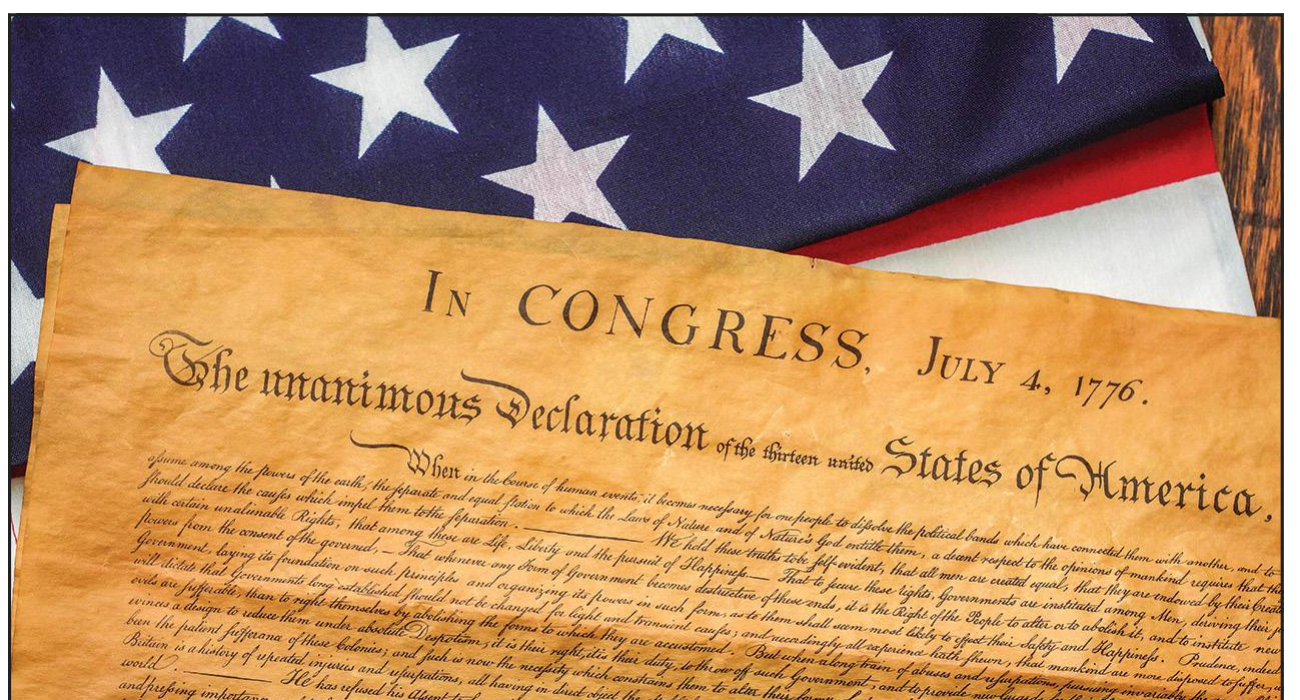 In CONGRESS, July 4, 1776.
The unanimous Declaration of the thirteen united States of America,
When in the Course of human events, it becomes necessary for one people to dissolve the political bands which have connected them with another, and to
assume among the powers of the earth, the separate and equal station to which the Laws of Nature and of Nature's God entitle them, a decent respect to the opinions of mankind requires that
should declare the causes which impel them to the separation. ——— We hold these truths to be self-evident, that all men are created equal, that they are endowed by their
with certain unalienable Rights, that among these are Life, Liberty and the pursuit of Happiness.— That to secure these rights, Governments are instituted among Men, deriving their
powers from the consent of the governed, — That whenever any Form of Government becomes destructive of these ends, it is the Right of the People to alter or to abolish it, and to institute new
Government, laying its foundation on such principles and organizing its powers in such form, as to them shall seem most likely to effect their Safety and Happiness. Prudence, indeed
will dictate that Governments long established should not be changed for light and transient causes; and accordingly all experience hath shewn, that mankind are more disposed to suffer,
evils are sufferable, than to right themselves by abolishing the forms to which they are accustomed. But when a long train of abuses and usurpations, pursuing invariably the
evinces a design to reduce them under absolute Despotism, it is their right, it is their duty, to throw off such Government, and to provide new Guards
been the patient sufferance of these Colonies; and such is now the necessity which constrains them to alter their former
Britain is a history of repeated injuries and usurpations, all having in direct object the
world. ——— He has refused his Assent to
and pressing importance